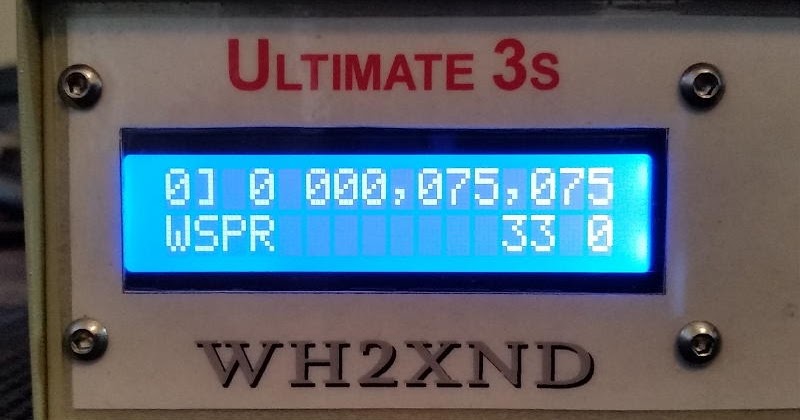 ULTIMATE 3S
0] 0 000,075,075
WSPR 33 0
WH2XND